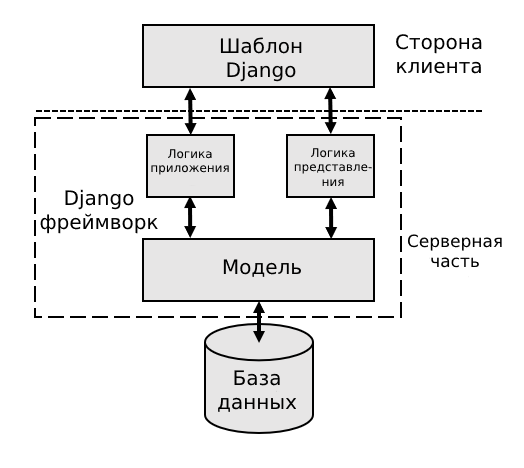 Шаблон
Django
Сторона
клиента
Логика
приложения
Логика
представле-
ния
Django
фреймворк
Модель
Серверная
часть
База
данных